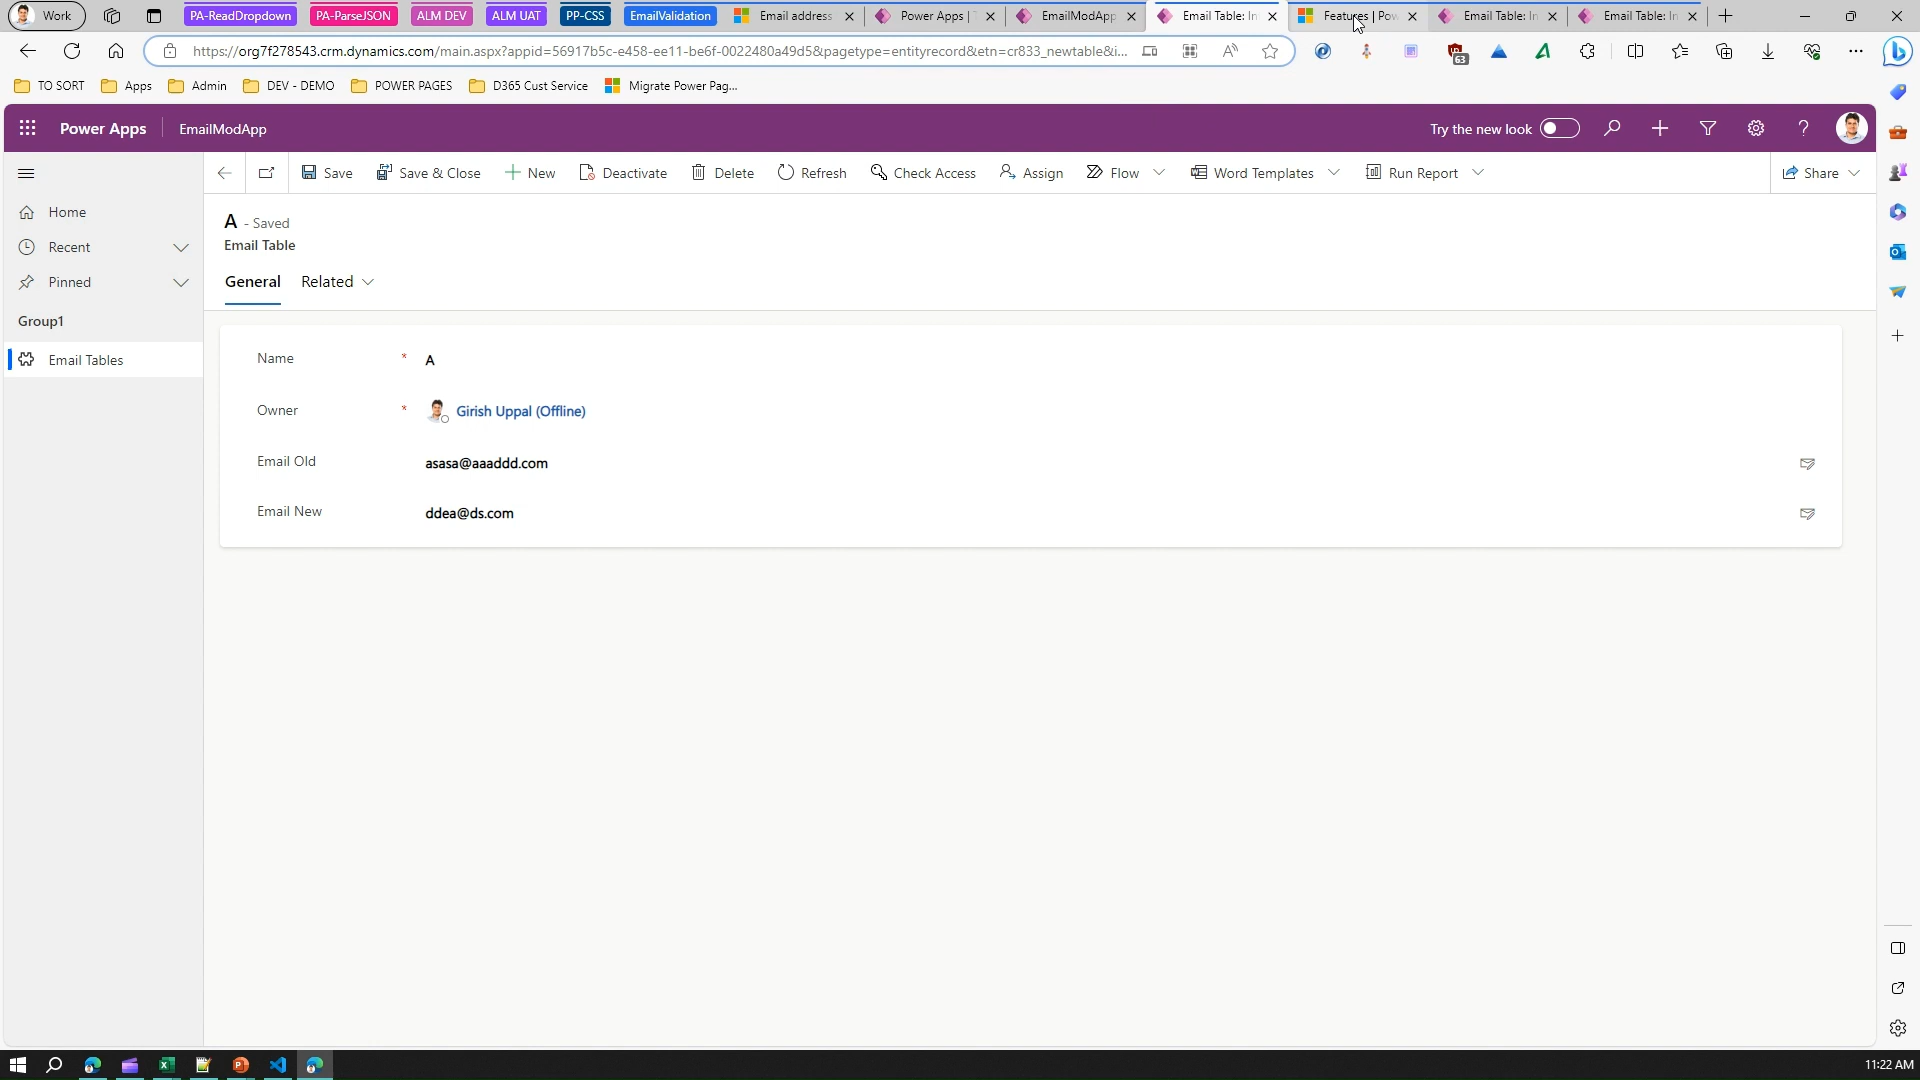 Work
PA-ReadDropdown
PA-ParseJSON
ALM DEV
ALM UAT
PP-CSS
EmailValidation
Email address
Power Apps | 
EmailModApp
Email Table: In
Features | Pow
Email Table: In
Email Table: In
https://org7f278543.crm.dynamics.com/main.aspx?appid=56917b5c-e458-ee11-be6f-0022480a49d5&pagetype=entityrecord&etn=cr833_newtable&i...
63
TO SORT
Apps
Admin
DEV - DEMO
POWER PAGES
D365 Cust Service
Migrate Power Pag...
Power Apps
EmailModApp
Try the new look
Save
Save & Close
New
Deactivate
Delete
Refresh
Check Access
Assign
Flow
Word Templates
Run Report
Share
Home
Recent
Pinned
Group1
Email Tables
A - Saved
Email Table
General
Related
Name * A
Owner * Girish Uppal (Offline)
Email Old asasa@aaaddd.com
Email New ddea@ds.com
11:22 AM